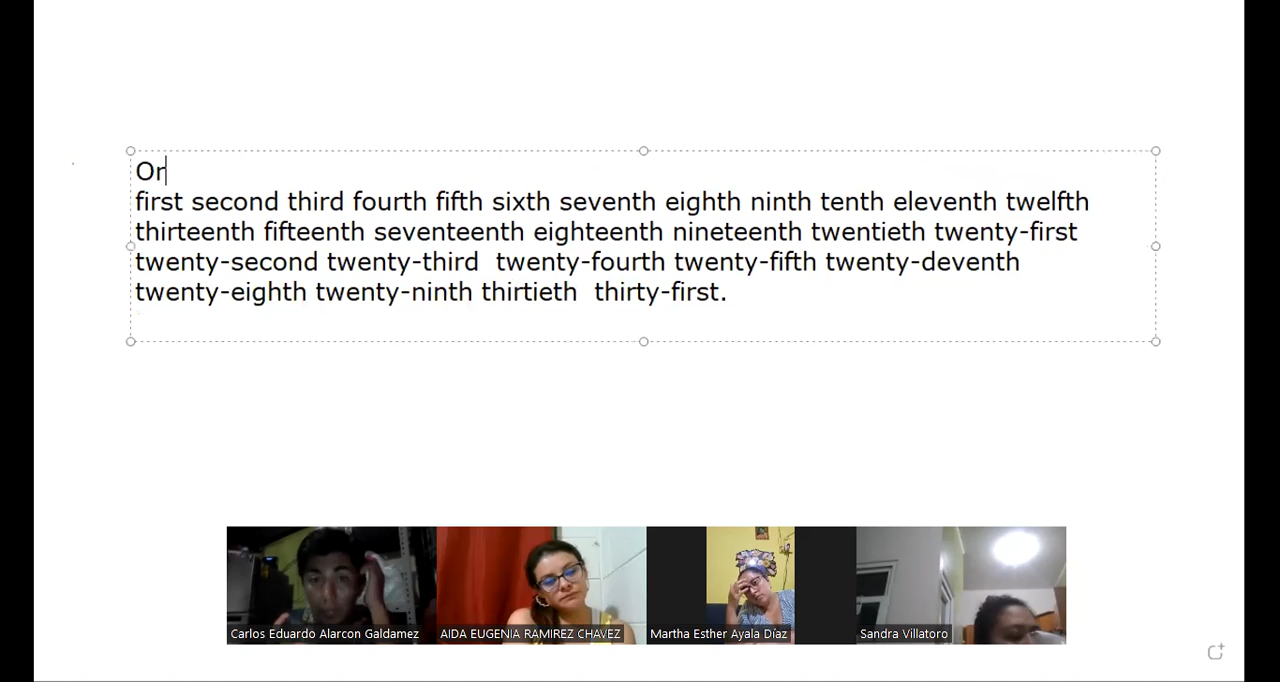 Or
first second third fourth fifth sixth seventh eighth ninth tenth eleventh twelfth
thirteenth fifteenth seventeenth eighteenth nineteenth twentieth twenty-first
twenty-second twenty-third  twenty-fourth twenty-fifth twenty-deventh
twenty-eighth twenty-ninth thirtieth  thirty-first.
Carlos Eduardo Alarcon Galdamez
AIDA EUGENIA RAMIREZ CHAVEZ
Martha Esther Ayala Díaz
Sandra Villatoro